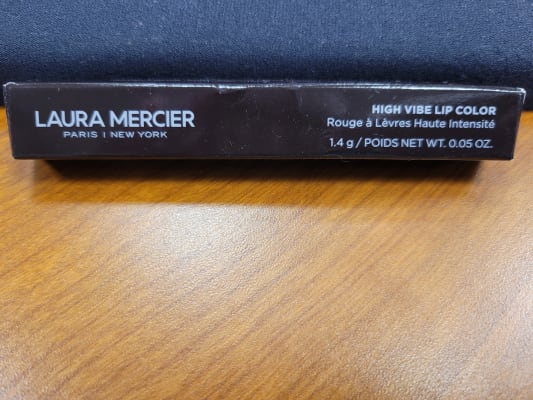 LAURA MERCIER
PARIS | NEW YORK
HIGH VIBE LIP COLOR
Rouge à Lèvres Haute Intensité
1.4 g / POIDS NET WT. 0.05 OZ.